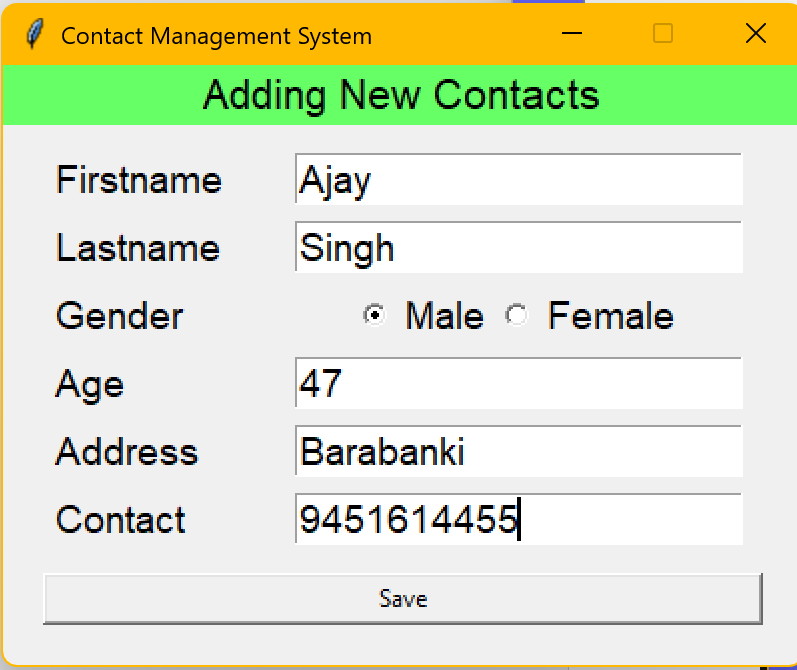 Contact Management System
Adding New Contacts
Firstname Ajay
Lastname Singh
Gender Male Female
Age 47
Address Barabanki
Contact 9451614455
Save